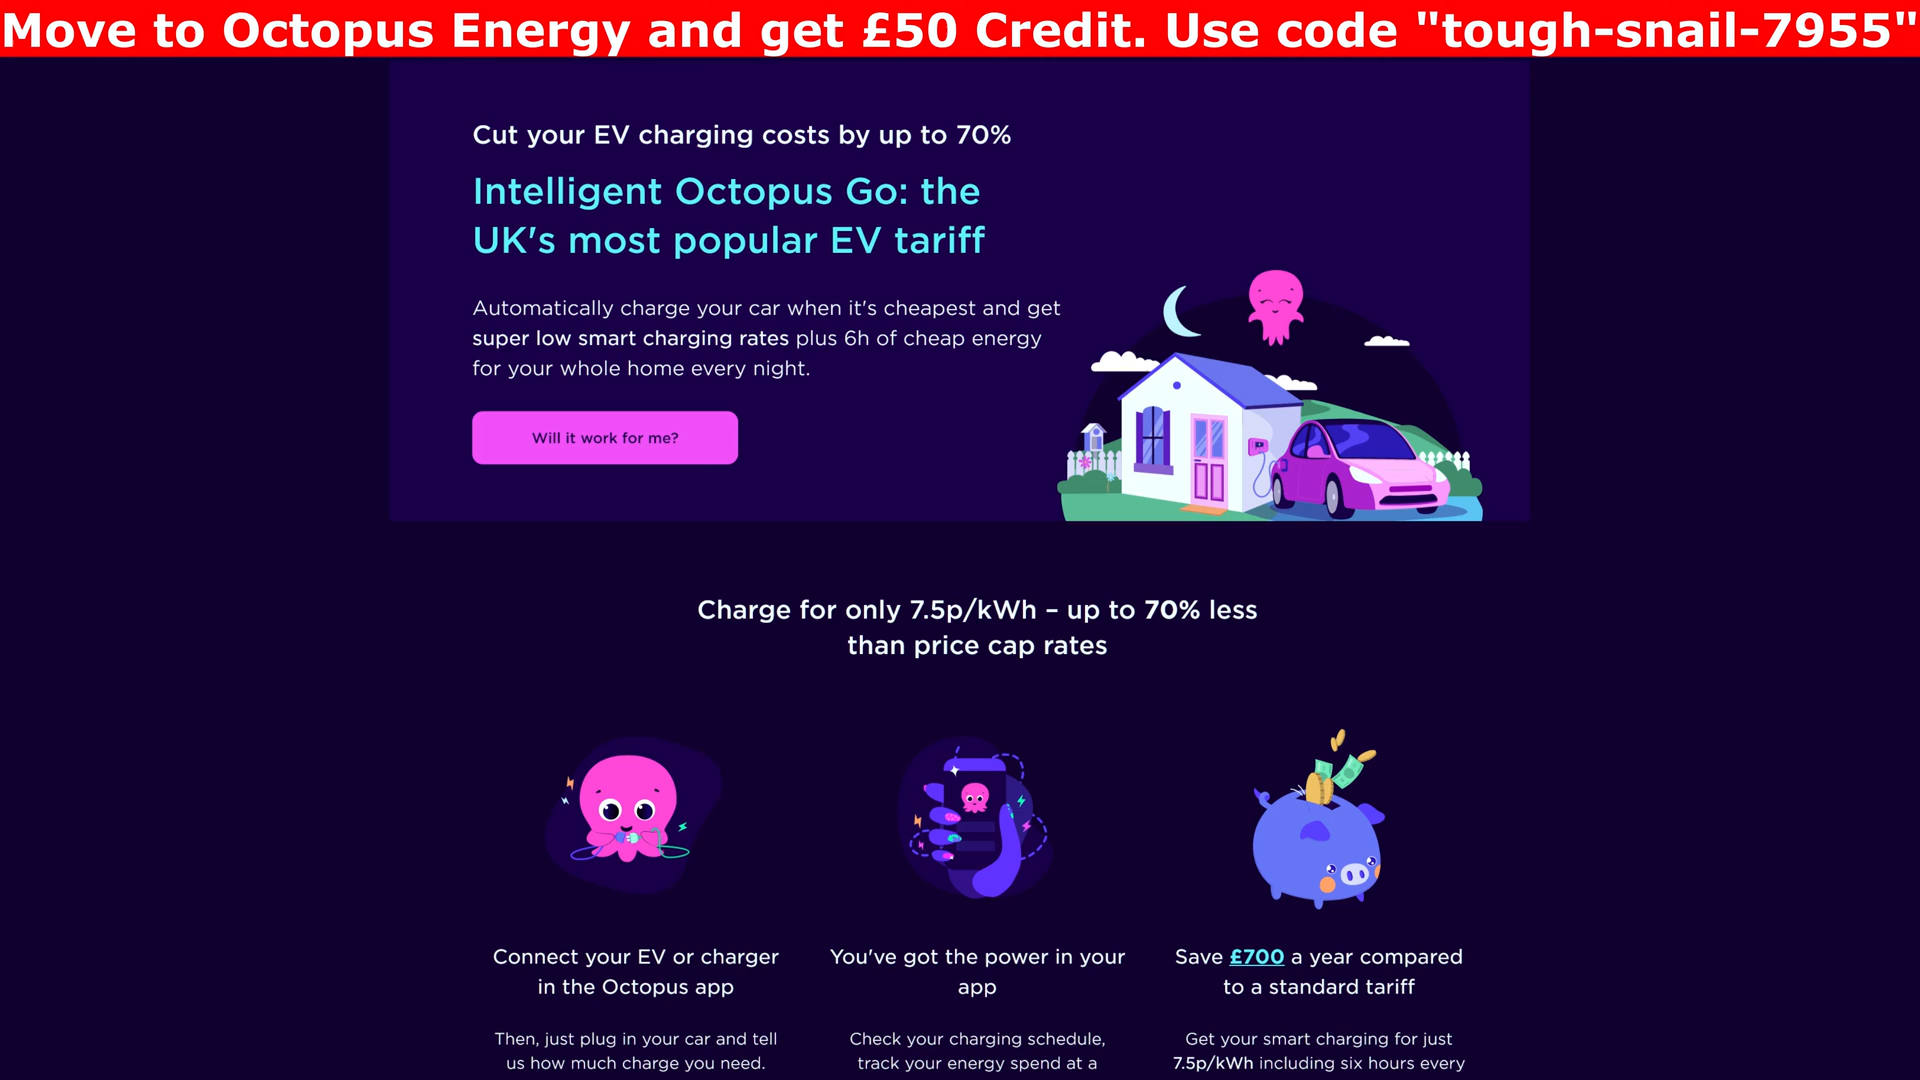 Move to Octopus Energy and get £50 Credit. Use code "tough-snail-7955"
Cut your EV charging costs by up to 70%
Intelligent Octopus Go: the
UK's most popular EV tariff
Automatically charge your car when it's cheapest and get
super low smart charging rates plus 6h of cheap energy
for your whole home every night.
Will it work for me?
Charge for only 7.5p/kWh – up to 70% less
than price cap rates
Connect your EV or charger
in the Octopus app
Then, just plug in your car and tell
us how much charge you need.
You've got the power in your
app
Check your charging schedule,
track your energy spend at a
Save £700 a year compared
to a standard tariff
Get your smart charging for just
7.5p/kWh including six hours every